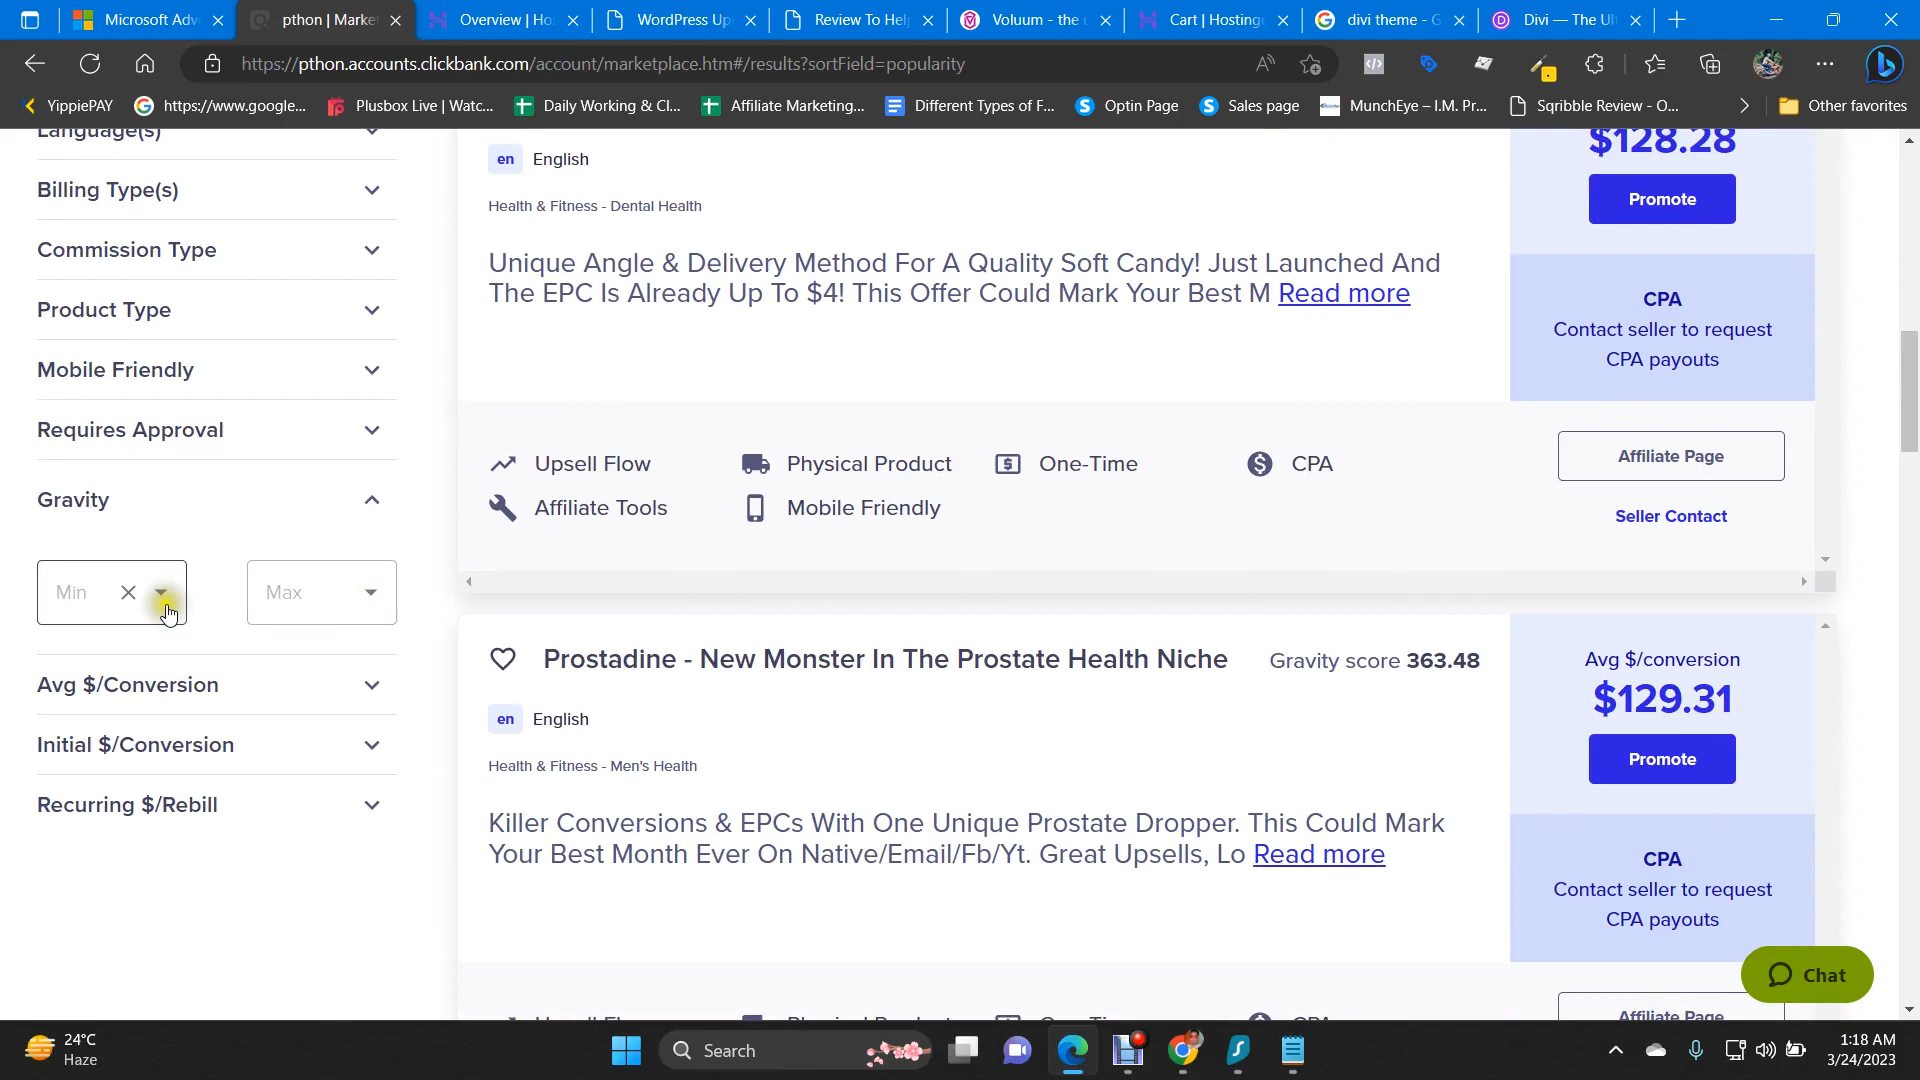 Microsoft Adv
pthon | Marke
Overview | Ho
WordPress Up
Review To Hel
Voluum - the u
Cart | Hostinge
divi theme - G
Divi — The Ul
https://pthon.accounts.clickbank.com/account/marketplace.htm#/results?sortField=popularity
YippiePAY
https://www.google...
Plusbox Live | Watc...
Daily Working & Cl...
Affiliate Marketing...
Different Types of F...
Optin Page
Sales page
MunchEye – I.M. Pr...
Sqribble Review - O...
Other favorites
Language(s)
Billing Type(s)
Commission Type
Product Type
Mobile Friendly
Requires Approval
Gravity
Min
Max
Avg $/Conversion
Initial $/Conversion
Recurring $/Rebill
en English
Health & Fitness - Dental Health
Unique Angle & Delivery Method For A Quality Soft Candy! Just Launched And
The EPC Is Already Up To $4! This Offer Could Mark Your Best M Read more
$128.28
Promote
CPA
Contact seller to request
CPA payouts
Upsell Flow
Physical Product
One-Time
CPA
Affiliate Tools
Mobile Friendly
Affiliate Page
Seller Contact
Prostadine - New Monster In The Prostate Health Niche
Gravity score 363.48
en English
Health & Fitness - Men's Health
Killer Conversions & EPCs With One Unique Prostate Dropper. This Could Mark
Your Best Month Ever On Native/Email/Fb/Yt. Great Upsells, Lo Read more
Avg $/conversion
$129.31
Promote
CPA
Contact seller to request
CPA payouts
Affiliate Page
Chat
24°C
Haze
Search
1:18 AM
3/24/2023